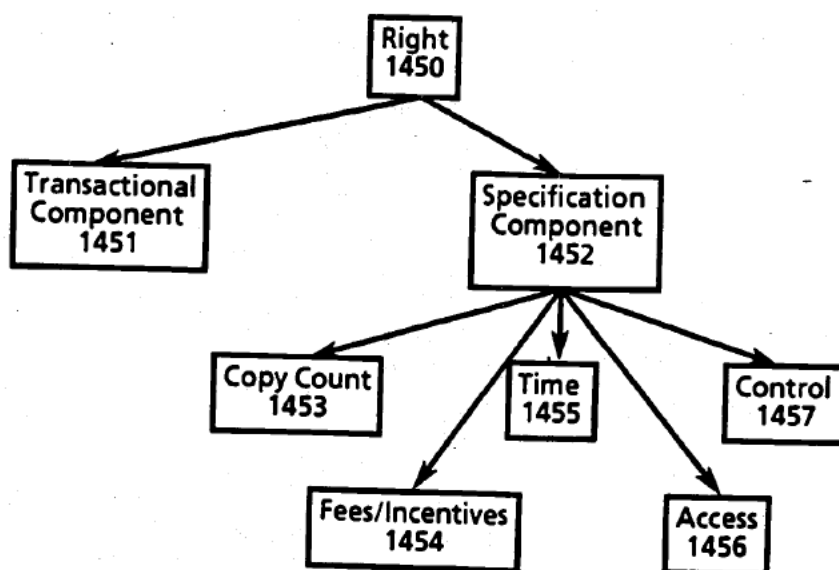 Right
1450
Transactional
Component
1451
Specification
Component
1452
Copy Count
1453
Time
1455
Control
1457
Fees/Incentives
1454
Access
1456